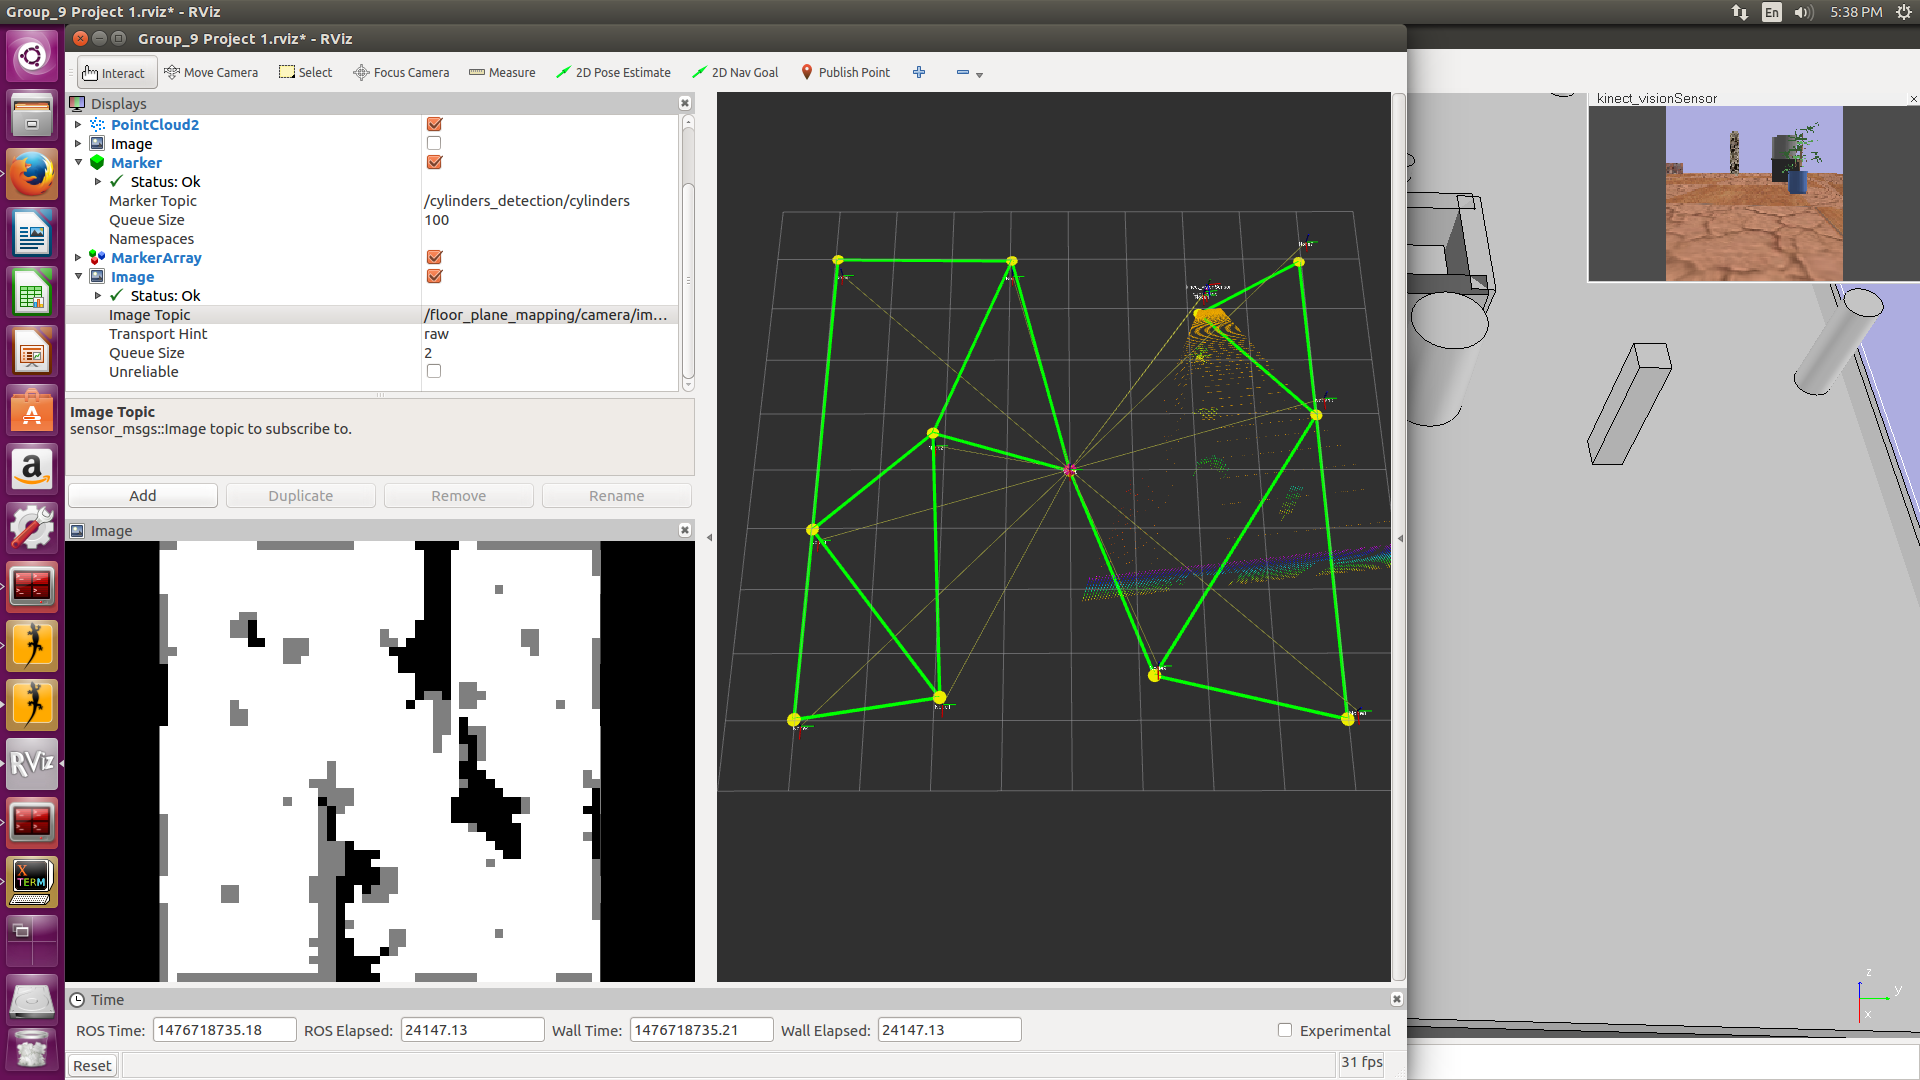 Group_9 Project 1.rviz* - RViz
En
5:38 PM
Group_9 Project 1.rviz* - RViz
Interact
Move Camera
Select
Focus Camera
Measure
2D Pose Estimate
2D Nav Goal
Publish Point
Displays
PointCloud2
Image
Marker
Status: Ok
Marker Topic
/cylinders_detection/cylinders
Queue Size
100
Namespaces
MarkerArray
Image
Status: Ok
Image Topic
/floor_plane_mapping/camera/im...
Transport Hint
raw
Queue Size
2
Unreliable
Image Topic
sensor_msgs::Image topic to subscribe to.
Add
Duplicate
Remove
Rename
Image
kinect_visionSensor
kinect_visionSensor
RViz
X
TERM
z
y
x
Time
ROS Time:
1476718735.18
ROS Elapsed:
24147.13
Wall Time:
1476718735.21
Wall Elapsed:
24147.13
Experimental
Reset
31 fps